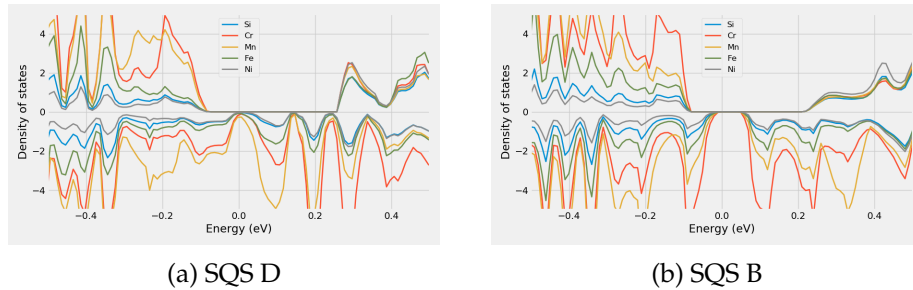 Density of states
4
2
0
−2
−4
Si
Cr
Mn
Fe
Ni
−0.4
−0.2
0.0
0.2
0.4
Energy (eV)
(a) SQS D
Density of states
4
2
0
−2
−4
Si
Cr
Mn
Fe
Ni
−0.4
−0.2
0.0
0.2
0.4
Energy (eV)
(b) SQS B